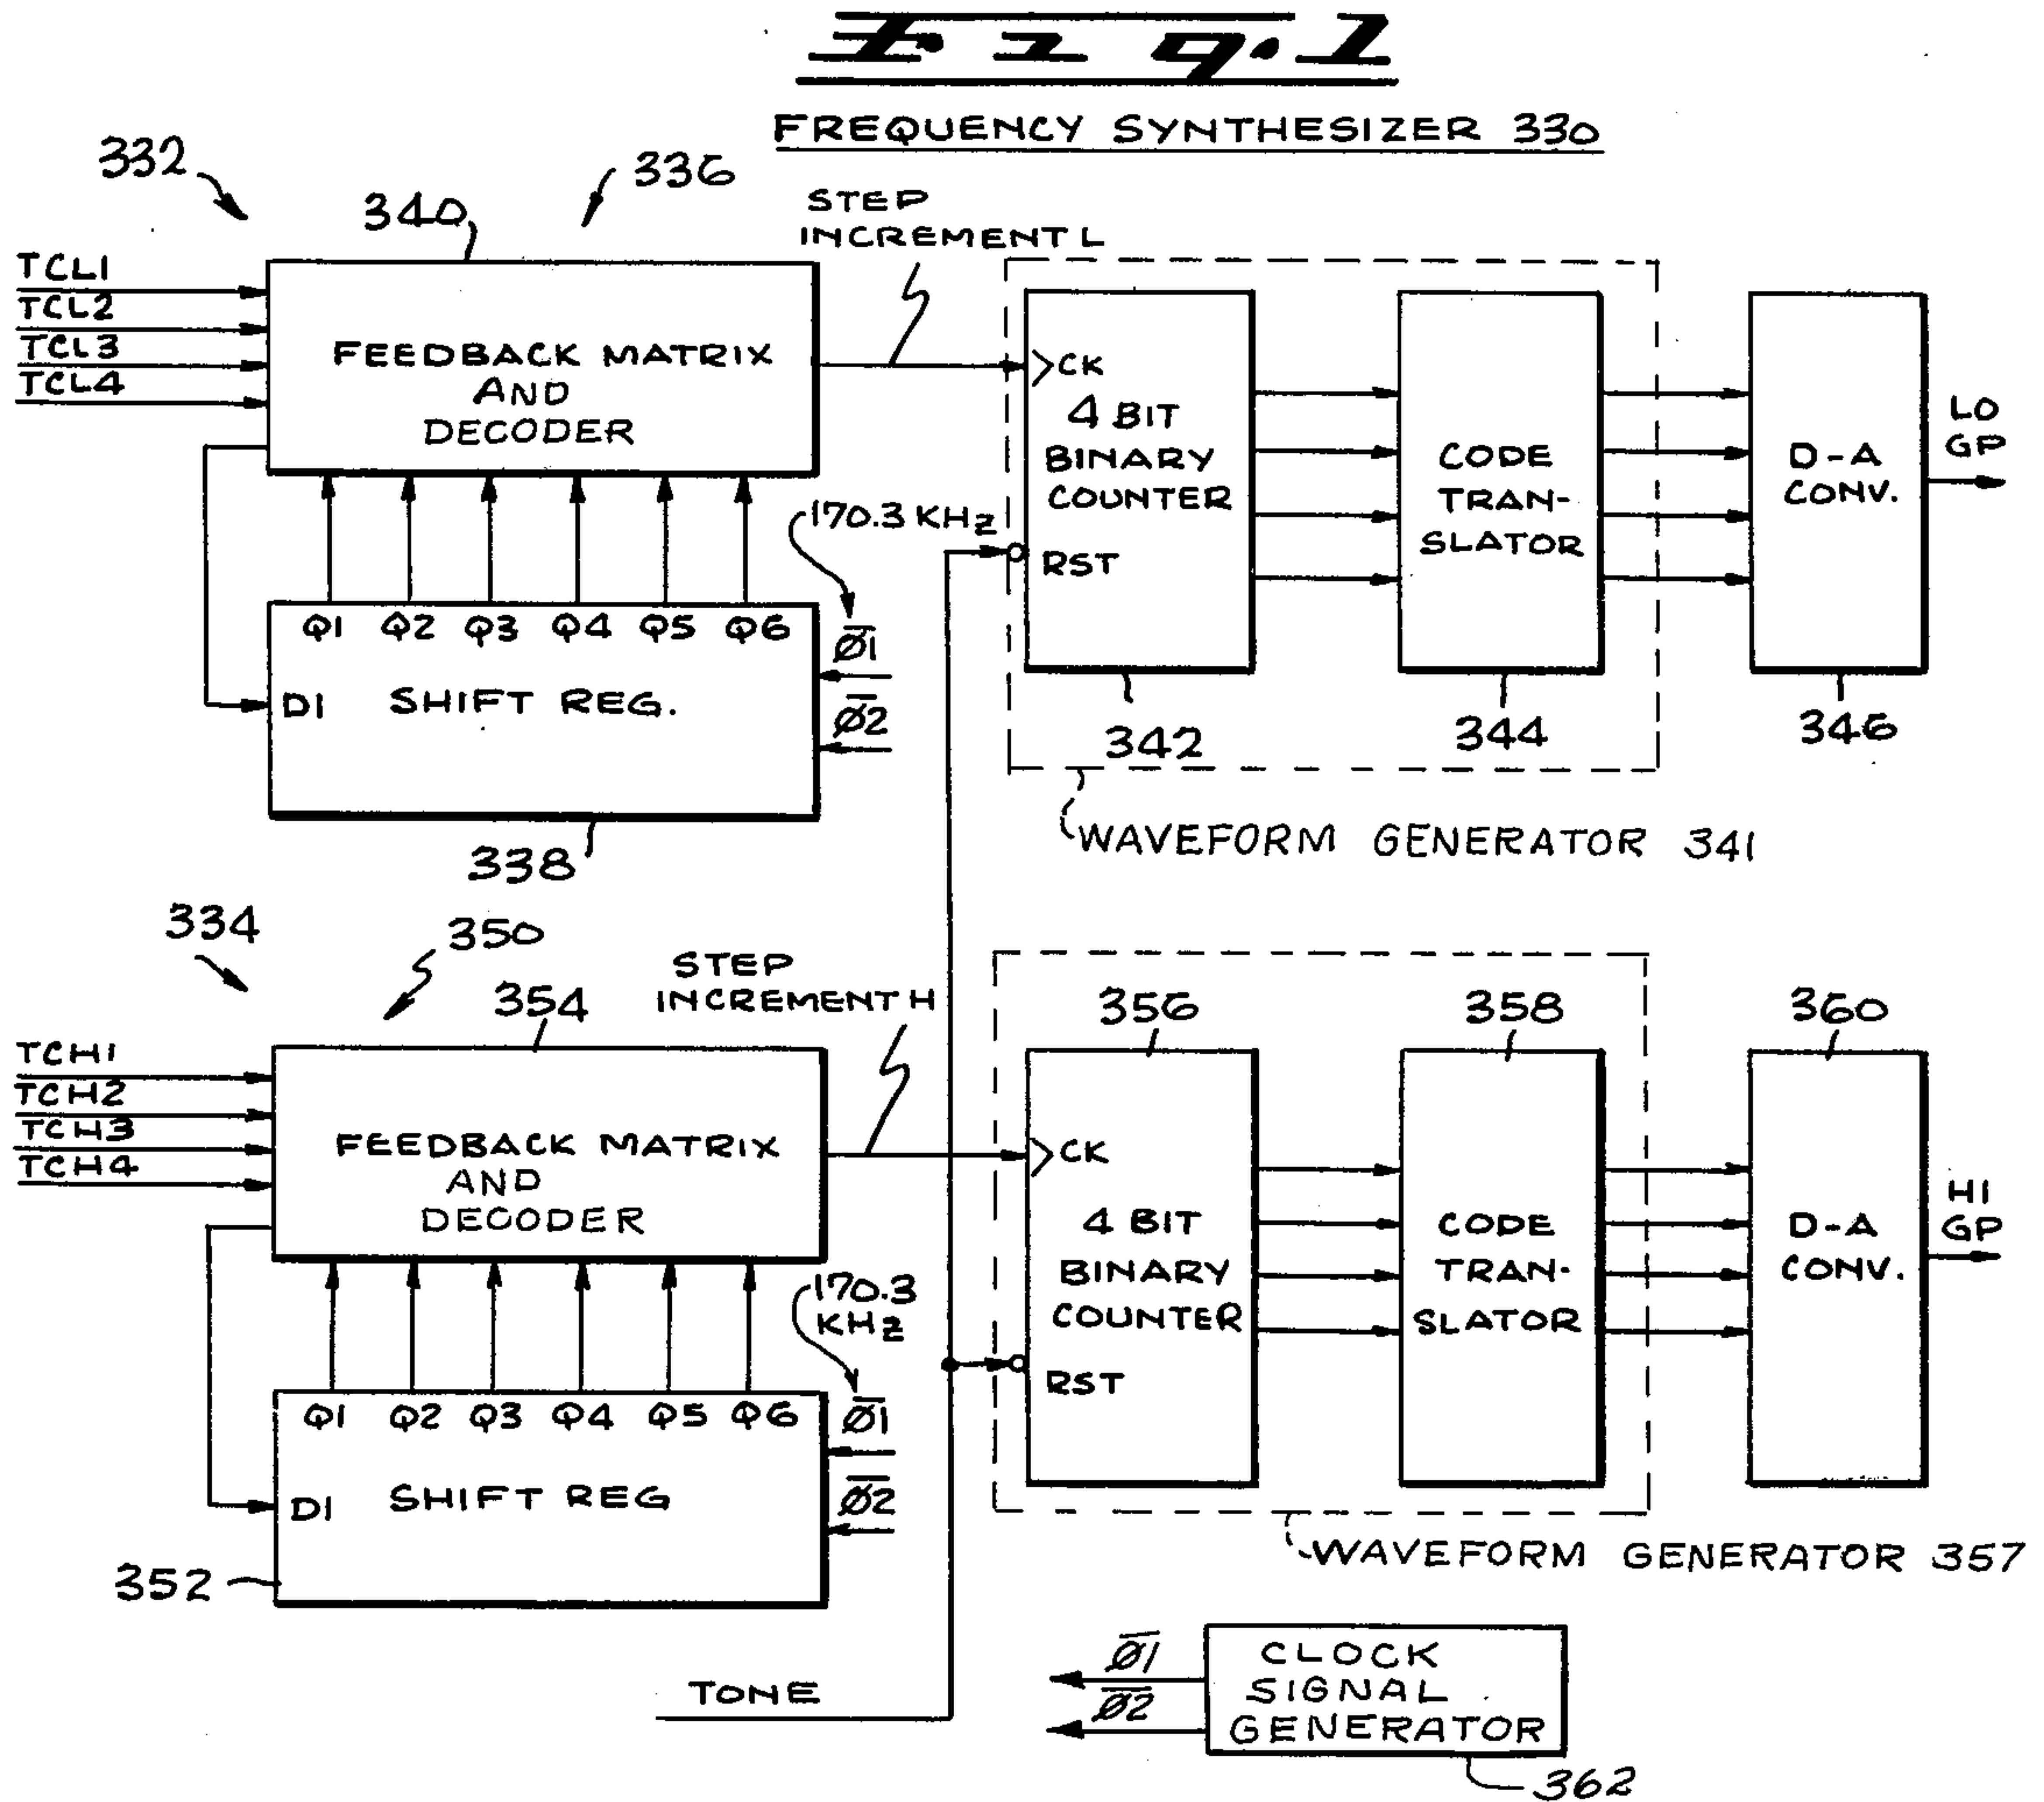 Fig. 1
FREQUENCY SYNTHESIZER 330
332
340
336
STEP
INCREMENT L
TCL1
TCL2
TCL3
TCL4
FEEDBACK MATRIX
AND
DECODER
>CK
4 BIT
BINARY
COUNTER
RST
CODE
TRAN-
SLATOR
D-A
CONV.
LO
GP
170.3 KHz
Q1 Q2 Q3 Q4 Q5 Q6
DI
SHIFT REG.
Ø1
Ø2
342
344
346
338
WAVEFORM GENERATOR 341
334
350
354
STEP
INCREMENT H
356
358
360
TCH1
TCH2
TCH3
TCH4
FEEDBACK MATRIX
AND
DECODER
>CK
4 BIT
BINARY
COUNTER
RST
CODE
TRAN-
SLATOR
D-A
CONV.
HI
GP
170.3
KHz
Q1 Q2 Q3 Q4 Q5 Q6
DI
SHIFT REG
Ø1
Ø2
352
WAVEFORM GENERATOR 357
TONE
Ø1
Ø2
CLOCK
SIGNAL
GENERATOR
362